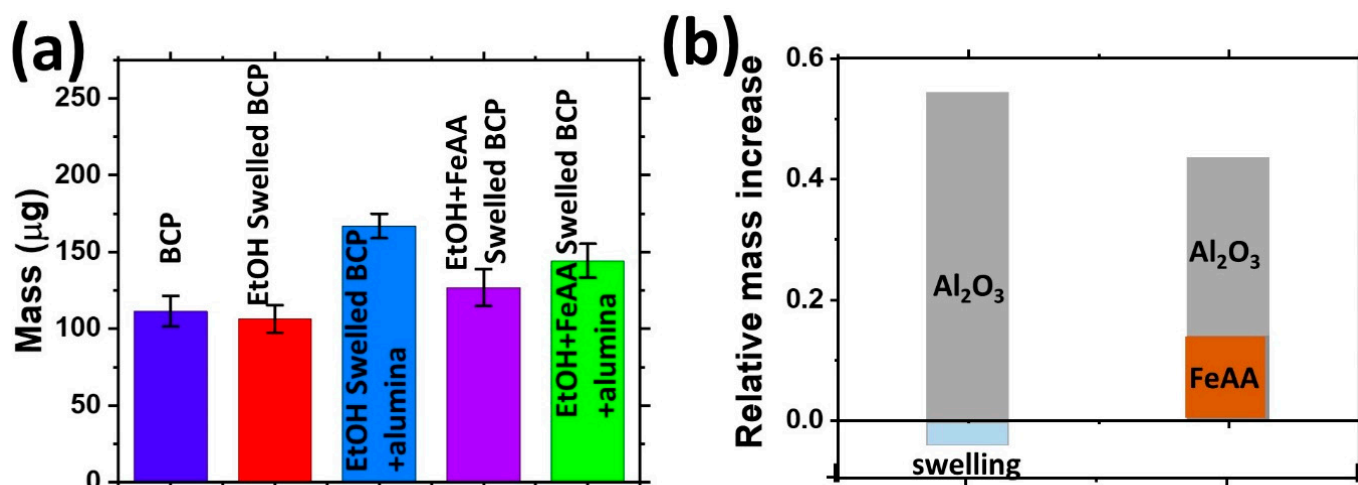 (a)
Mass (μg)
250
200
150
100
50
0
BCP
EtOH Swelled BCP
EtOH Swelled BCP
+alumina
EtOH+FeAA
Swelled BCP
EtOH+FeAA Swelled BCP
+alumina
(b)
Relative mass increase
0.6
0.4
0.2
0.0
Al₂O₃
swelling
Al₂O₃
FeAA